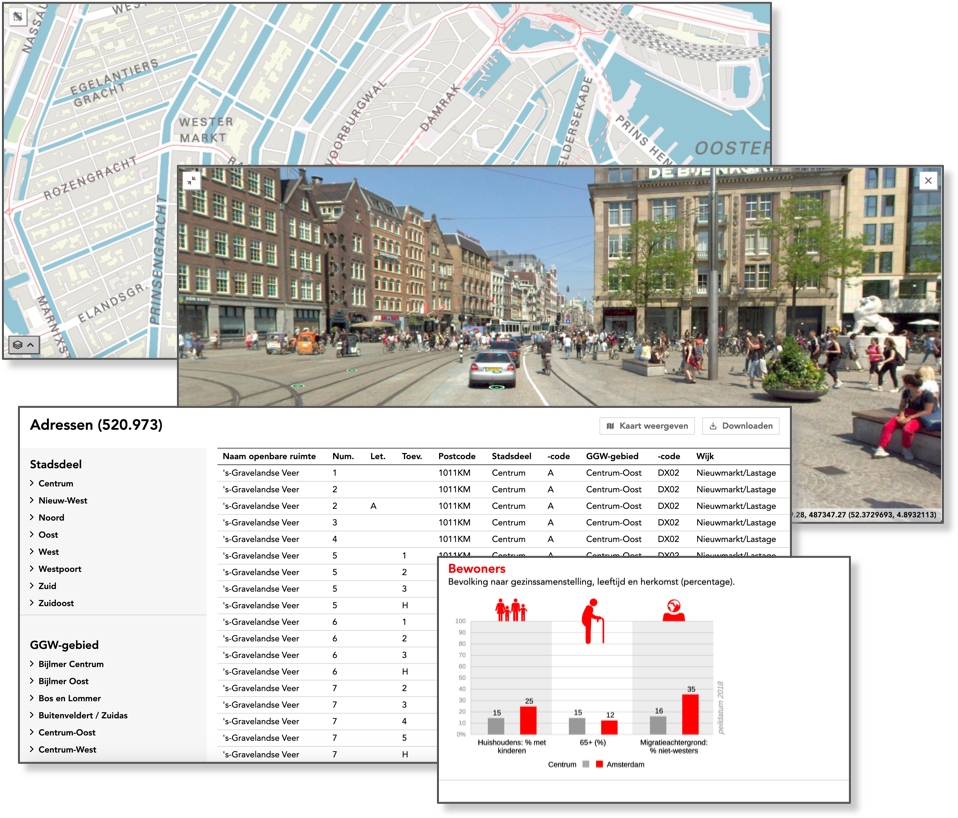 NASSAU
WEST
WES
EGELANTIERS
GRACHT
WESTER
MARKT
ROZENGRACHT
RA
VOORBURGWAL
DAMRAK
ELDERSEKADE
PRINS HEN
OOSTER
PRINSENGRACHT
ELANDSGR.
MARNIXS
DE BIJENKORF
.28, 487347.27 (52.3729693, 4.8932113)
Adressen (520.973)
Kaart weergeven
Downloaden
Stadsdeel
Centrum
Nieuw-West
Noord
Oost
West
Westpoort
Zuid
Zuidoost
GGW-gebied
Bijlmer Centrum
Bijlmer Oost
Bos en Lommer
Buitenveldert / Zuidas
Centrum-Oost
Centrum-West
Naam openbare ruimte Num. Let. Toev. Postcode Stadsdeel -code GGW-gebied -code Wijk
's-Gravelandse Veer 1 1011KM Centrum A Centrum-Oost DX02 Nieuwmarkt/Lastage
's-Gravelandse Veer 2 1011KM Centrum A Centrum-Oost DX02 Nieuwmarkt/Lastage
's-Gravelandse Veer 2 A 1011KM Centrum A Centrum-Oost DX02 Nieuwmarkt/Lastage
's-Gravelandse Veer 3 1011KM Centrum A Centrum-Oost DX02 Nieuwmarkt/Lastage
's-Gravelandse Veer 4 1011KM Centrum A Centrum-Oost DX02 Nieuwmarkt/Lastage
's-Gravelandse Veer 5 1 1011KM Centrum A Centrum-Oost DX02 Nieuwmarkt/Lastage
's-Gravelandse Veer 5 2
's-Gravelandse Veer 5 3
's-Gravelandse Veer 5 H
's-Gravelandse Veer 6 1
's-Gravelandse Veer 6 2
's-Gravelandse Veer 6 3
's-Gravelandse Veer 6 H
's-Gravelandse Veer 7 2
's-Gravelandse Veer 7 3
's-Gravelandse Veer 7 4
's-Gravelandse Veer 7 5
's-Gravelandse Veer 7 H
Bewoners
Bevolking naar gezinssamenstelling, leeftijd en herkomst (percentage).
100
90
80
70
60
50
40
30
20
10
0%
15 25
15 12
16 35
Huishoudens: % met
kinderen
65+ (%)
Migratieachtergrond:
% niet-westers
peildatum 2018
Centrum Amsterdam